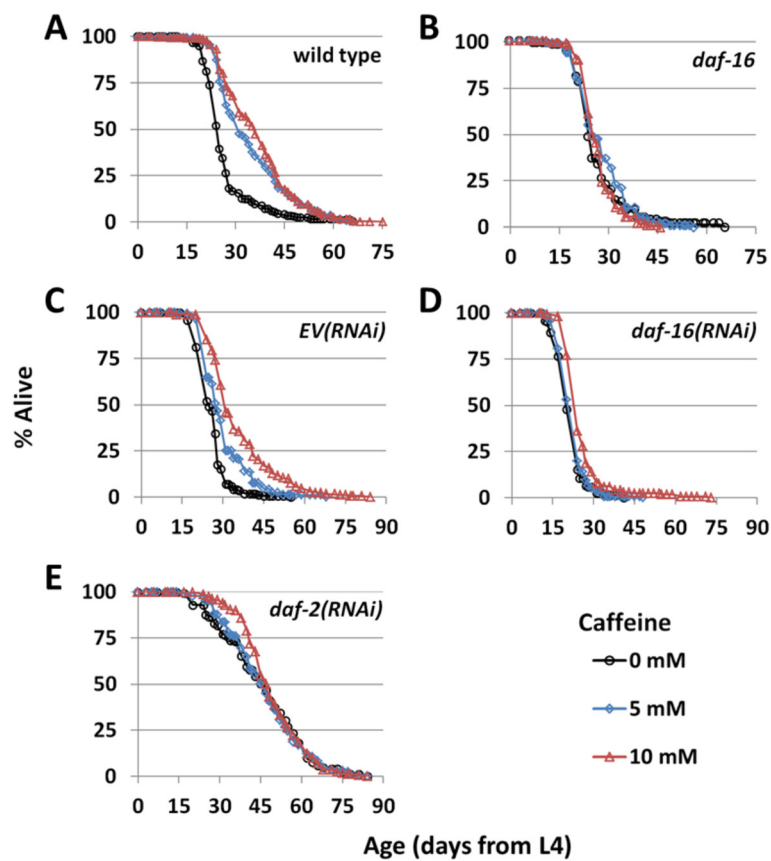 A
wild type
100
75
50
25
0
0 15 30 45 60 75
B
daf-16
100
75
50
25
0
0 15 30 45 60 75
C
EV(RNAi)
100
75
50
25
0
0 15 30 45 60 75 90
D
daf-16(RNAi)
100
75
50
25
0
0 15 30 45 60 75 90
% Alive
E
daf-2(RNAi)
100
75
50
25
0
0 15 30 45 60 75 90
Caffeine
0 mM
5 mM
10 mM
Age (days from L4)